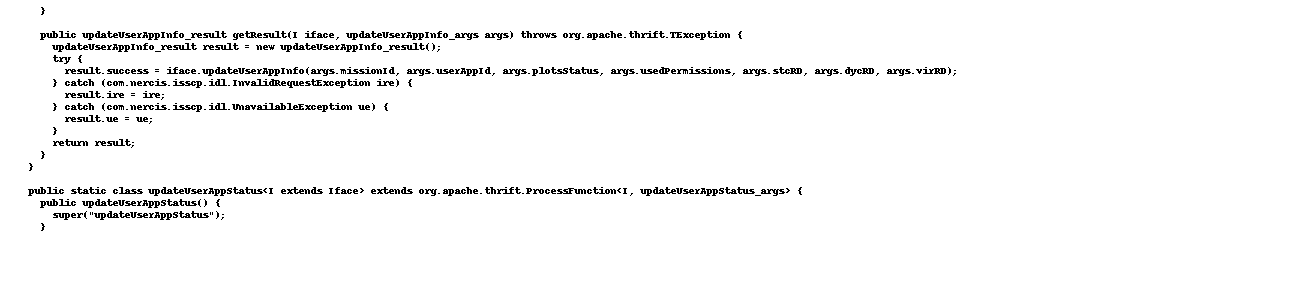 }
public updateUserAppInfo_result getResult(I iface, updateUserAppInfo_args args) throws org.apache.thrift.TException {
updateUserAppInfo_result result = new updateUserAppInfo_result();
try {
result.success = iface.updateUserAppInfo(args.missionId, args.userAppId, args.plotsStatus, args.usedPermissions, args.stcRD, args.dycRD, args.virRD);
} catch (com.nercis.isscp.idl.InvalidRequestException ire) {
result.ire = ire;
} catch (com.nercis.isscp.idl.UnavailableException ue) {
result.ue = ue;
}
return result;
}
}
public static class updateUserAppStatus<I extends Iface> extends org.apache.thrift.ProcessFunction<I, updateUserAppStatus_args> {
public updateUserAppStatus() {
super("updateUserAppStatus");
}